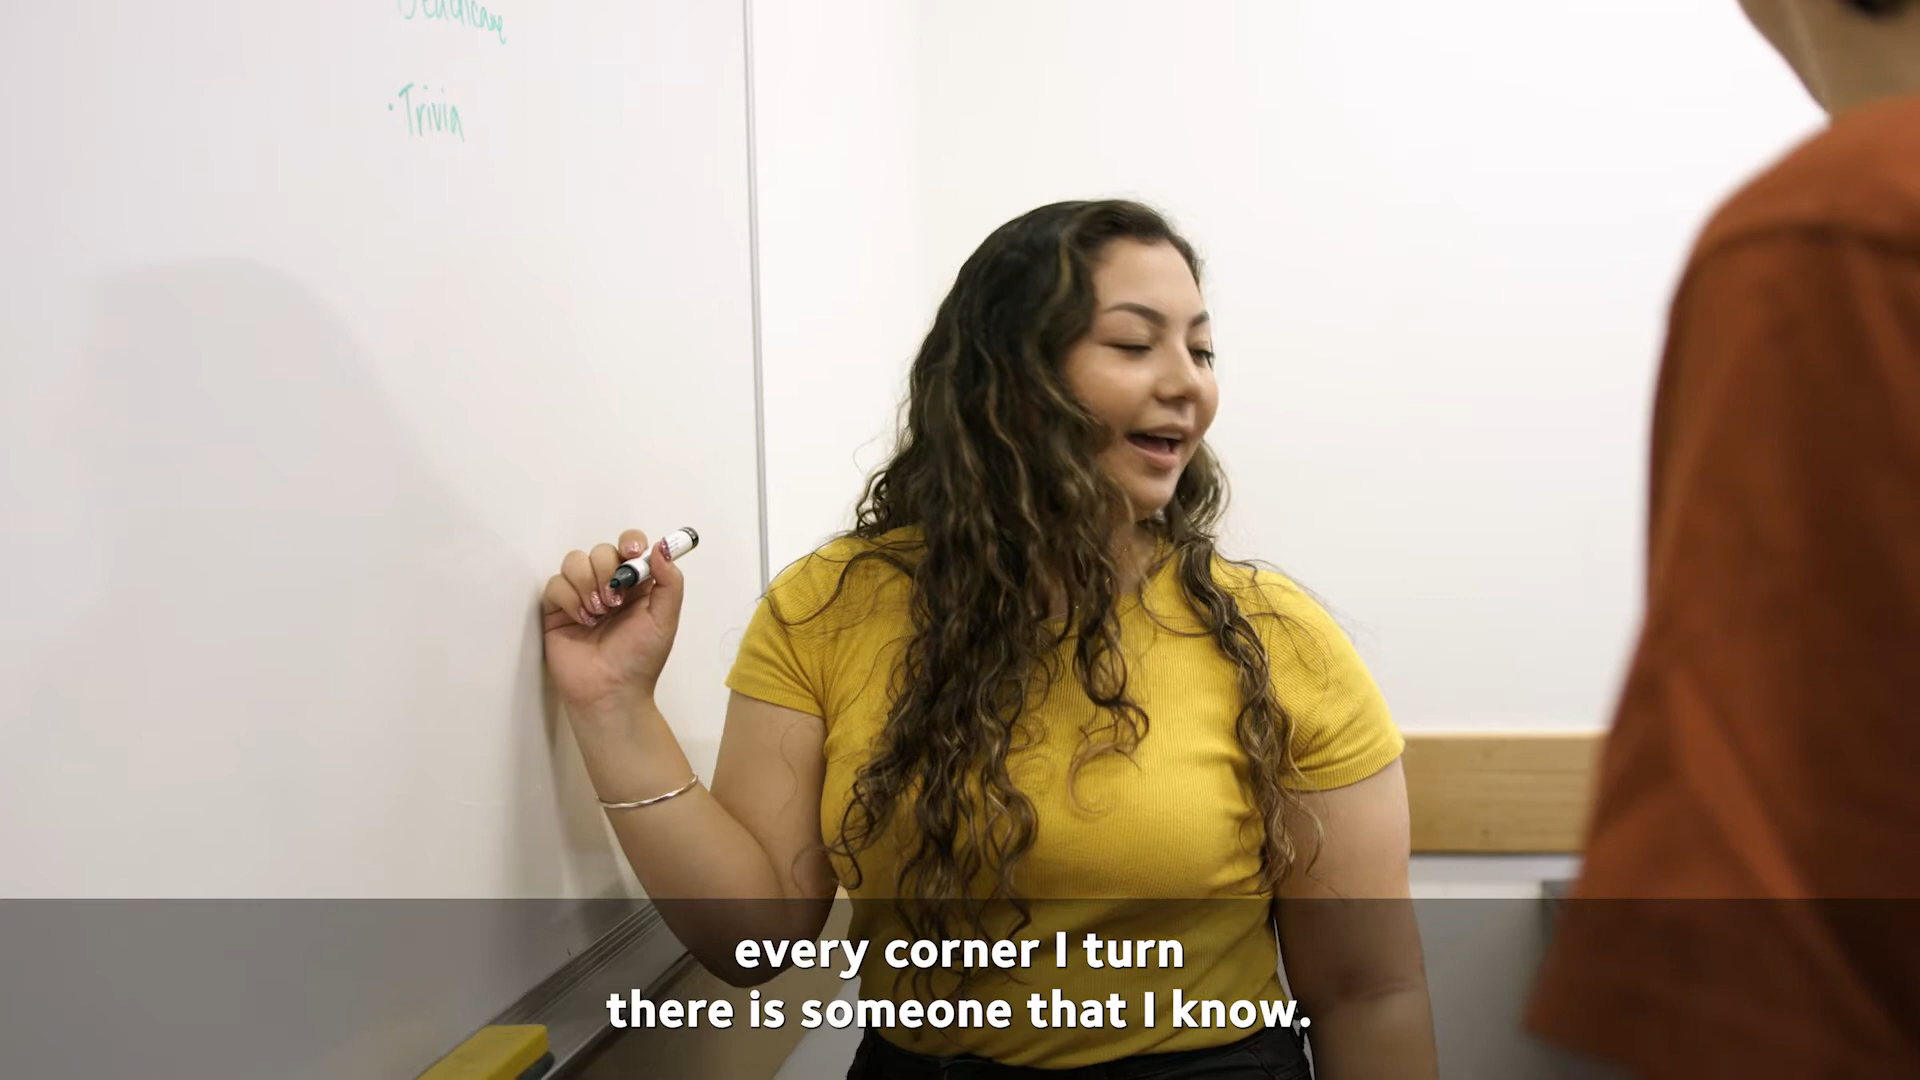 · Trivia
every corner I turn
there is someone that I know.